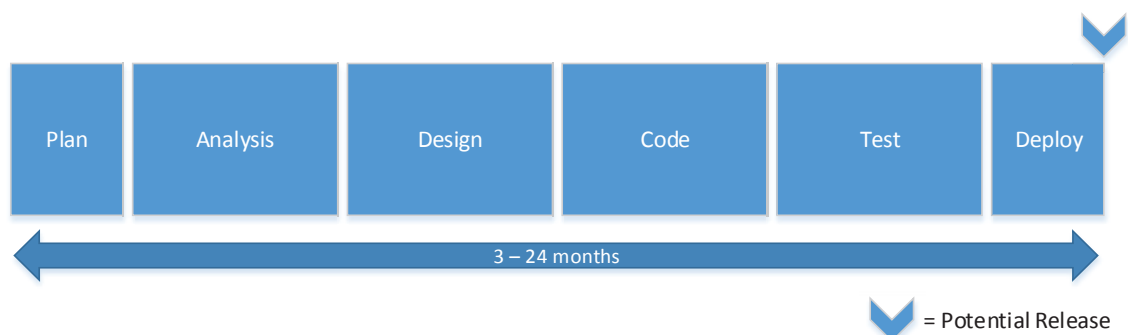 Plan
Analysis
Design
Code
Test
Deploy
3 – 24 months
= Potential Release